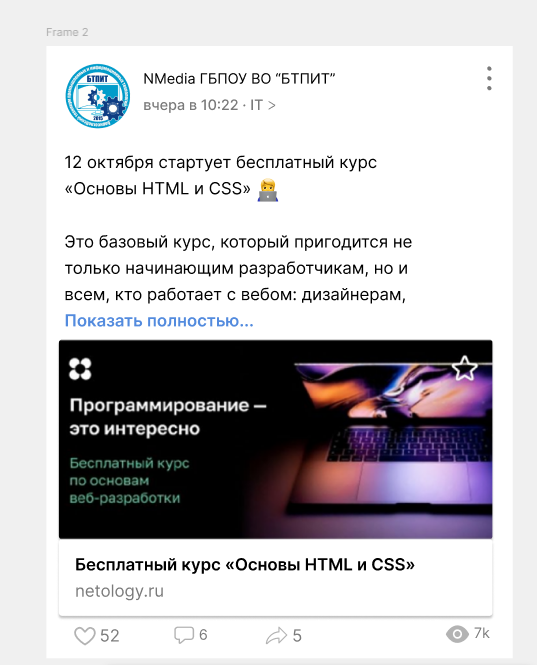 Frame 2
БТПИТ
2015
NMedia ГБПОУ ВО "БТПИТ"
вчера в 10:22 · IT >
12 октября стартует бесплатный курс
«Основы HTML и CSS» 👨‍💻
Это базовый курс, который пригодится не
только начинающим разработчикам, но и
всем, кто работает с вебом: дизайнерам,
Показать полностью...
Программирование —
это интересно
Бесплатный курс
по основам
веб-разработки
Бесплатный курс «Основы HTML и CSS»
netology.ru
52
6
5
7k